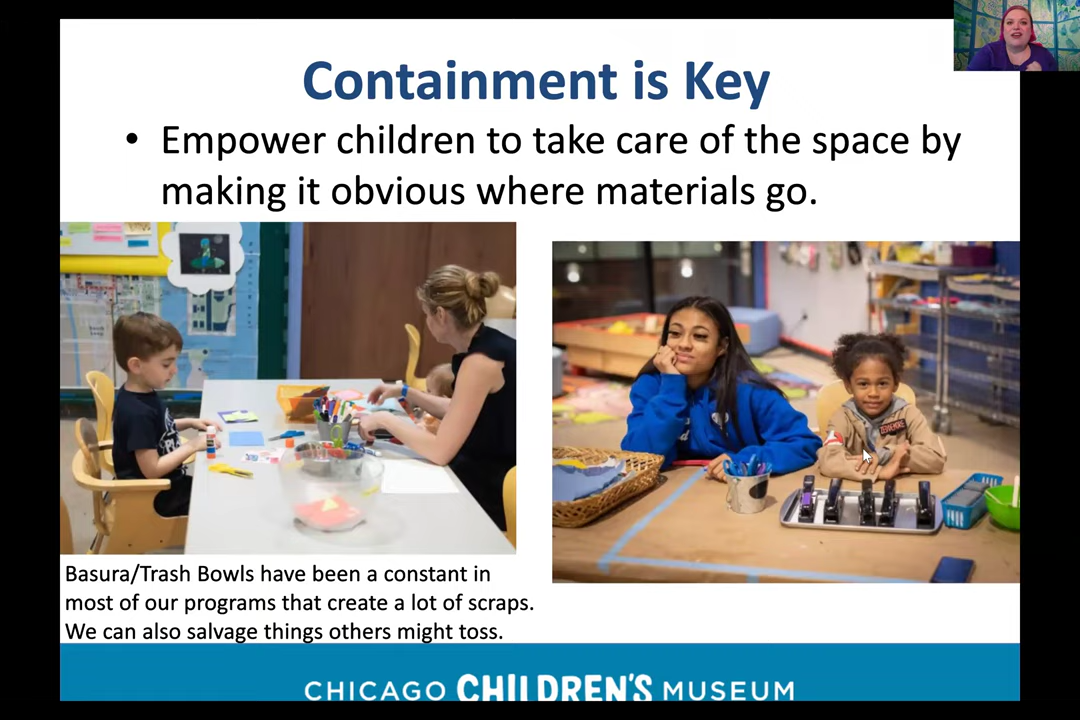 Containment is Key
• Empower children to take care of the space by
making it obvious where materials go.
Basura/Trash Bowls have been a constant in
most of our programs that create a lot of scraps.
We can also salvage things others might toss.
CHICAGO CHILDREN'S MUSEUM